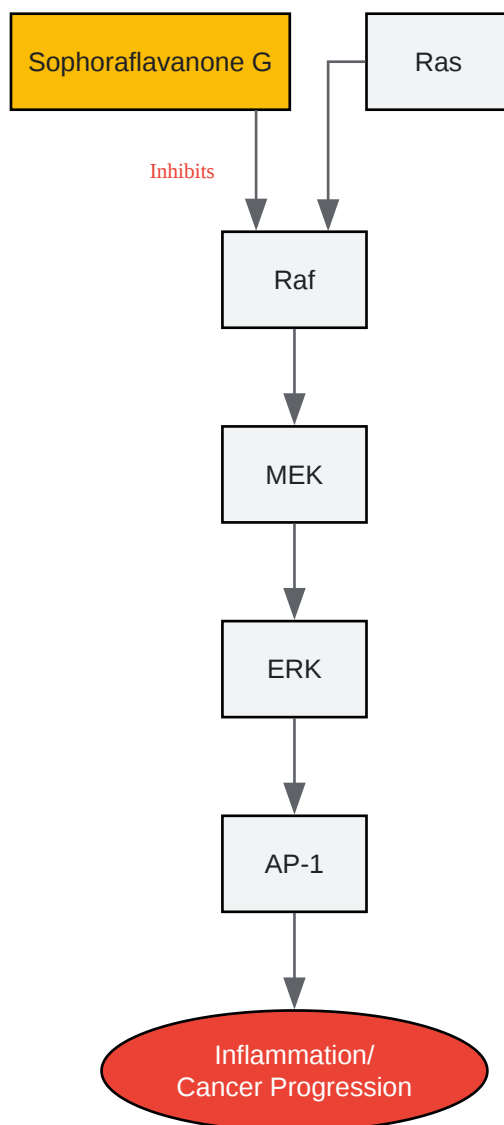 Sophoraflavanone G
Ras
Inhibits
Raf
MEK
ERK
AP-1
Inflammation/
Cancer Progression